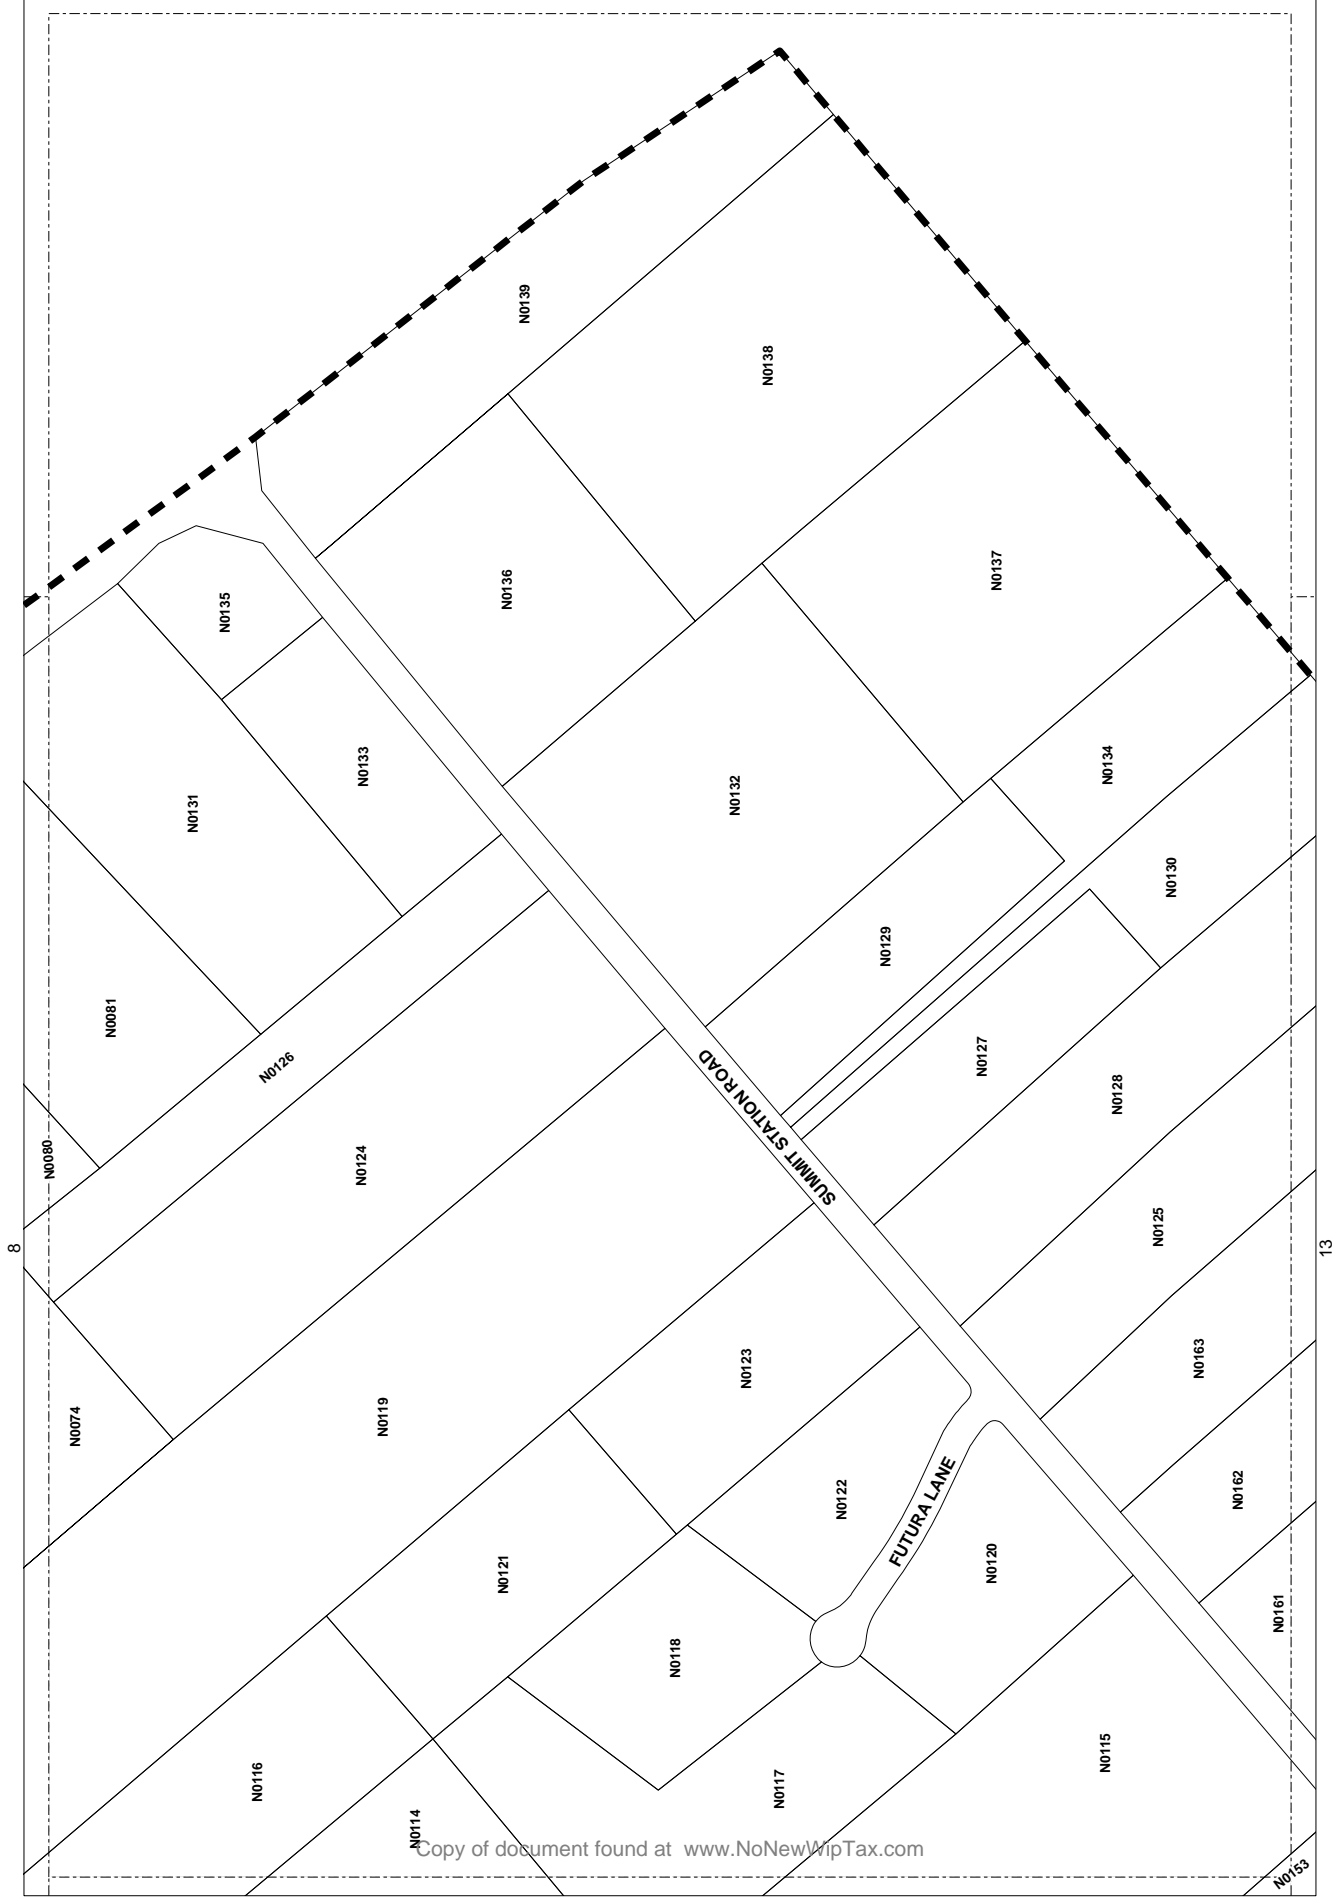 N0139
N0138
N0137
N0136
N0135
N0133
N0131
N0132
N0134
N0130
N0129
N0081
N0126
N0080
N0124
N0127
N0128
SUMMIT STATION ROAD
8
13
N0125
N0163
N0162
N0161
N0074
N0119
N0123
N0122
FUTURA LANE
N0120
N0121
N0118
N0116
N0114
N0117
N0115
N0153
Copy of document found at www.NoNewWipTax.com